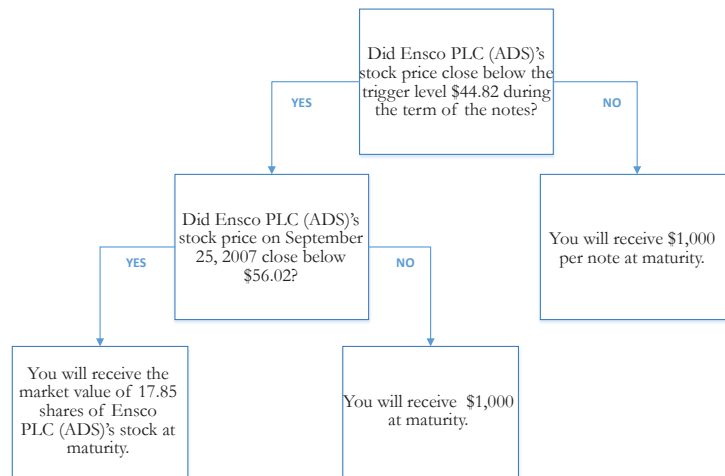 Did Ensco PLC (ADS)'s
stock price close below the
trigger level $44.82 during
the term of the notes?
YES
NO
Did Ensco PLC (ADS)'s
stock price on September
25, 2007 close below
$56.02?
You will receive $1,000
per note at maturity.
YES
NO
You will receive the
market value of 17.85
shares of Ensco
PLC (ADS)'s stock at
maturity.
You will receive $1,000
at maturity.